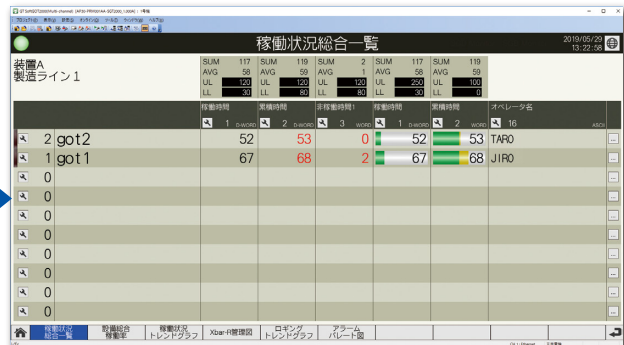 GT SoftGOT2000(Multi-channel)
稼働状況総合一覧
2019/05/29
13:22:58
装置A
製造ライン1
SUM 117 SUM 119 SUM 2 SUM 117 SUM 119
AVG 58 AVG 59 AVG 1 AVG 58 AVG 59
UL 120 UL 120 UL 120 UL 250 UL 100
LL 30 LL 80 LL 80 LL 30 LL 0
稼働時間 累積時間 非稼働時間1 稼働時間 累積時間 オペレータ名
1 D-WORD 2 D-WORD 3 WORD 1 D-WORD 2 WORD 16 ASCII
2 got2 52 53 0 52 53 TARO
1 got1 67 68 2 67 68 JIRO
0
0
0
0
0
0
0
0
稼働状況 総合一覧
設備総合 稼働率
稼働状況 トレンドグラフ
Xbar-R管理図
ロギング トレンドグラフ
アラーム パレート図